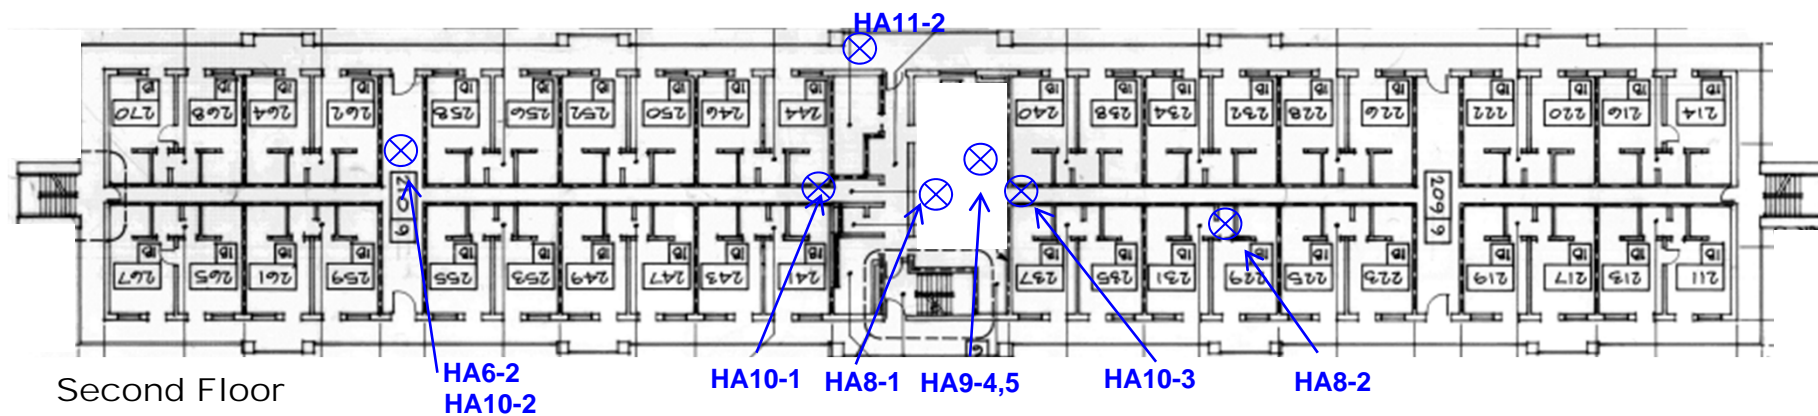 HA11-2
270 268 264 262 258 256 252 250 246 244 240 238 234 232 228 226 222 220 216 214
2099
267 265 261 259 255 253 249 247 243 241 237 235 231 229 225 223 219 217 213 211
HA6-2
HA10-2
HA10-1
HA8-1
HA9-4,5
HA10-3
HA8-2
Second Floor